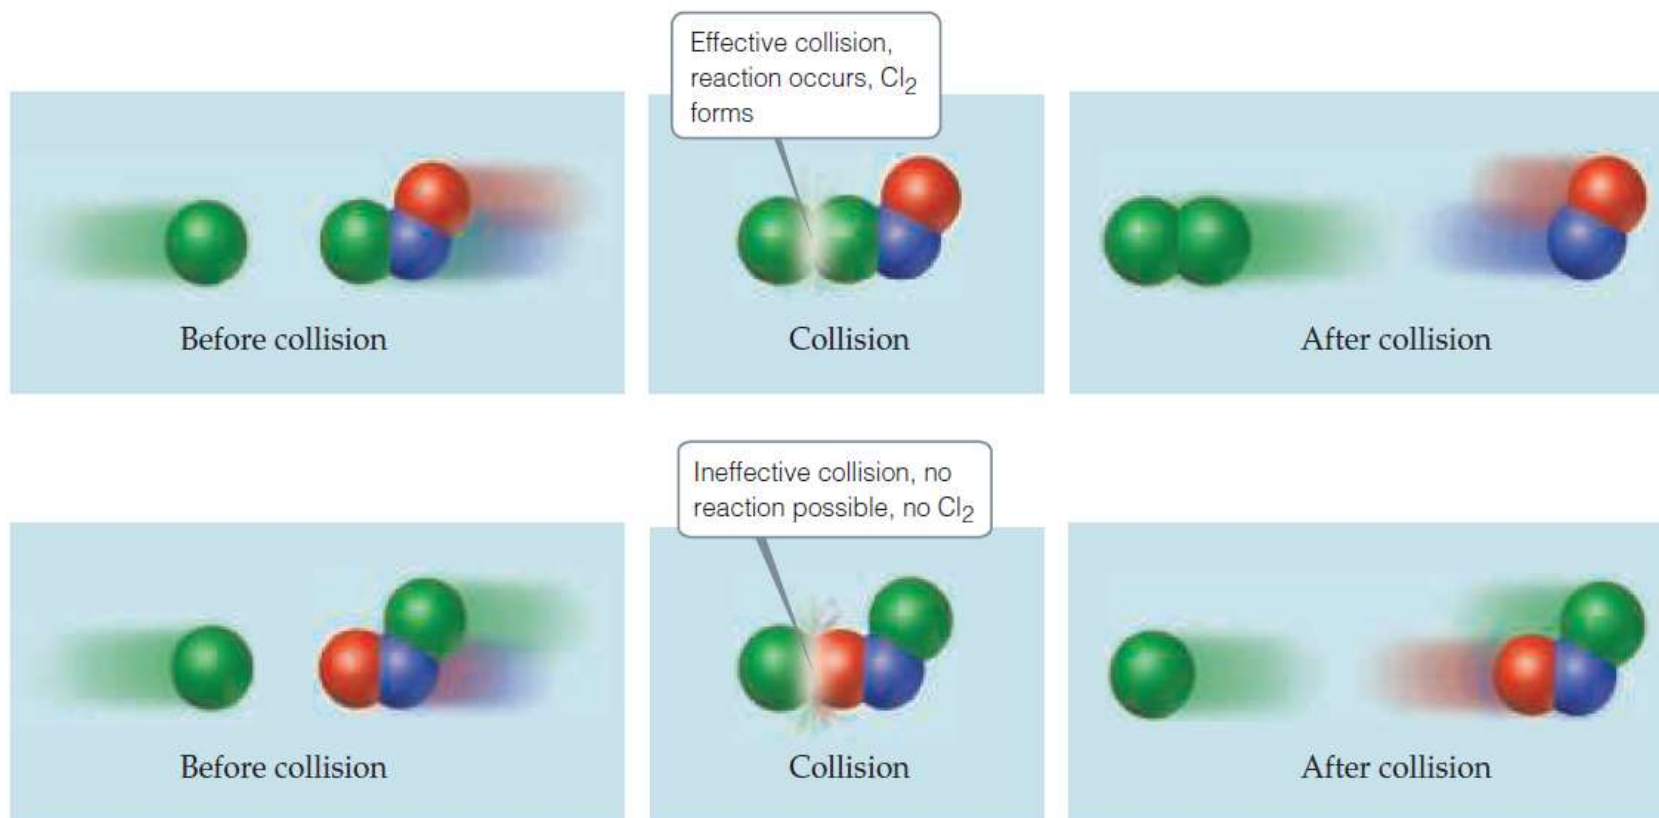 Effective collision,
reaction occurs, Cl₂
forms
Before collision
Collision
After collision
Ineffective collision, no
reaction possible, no Cl₂
Before collision
Collision
After collision